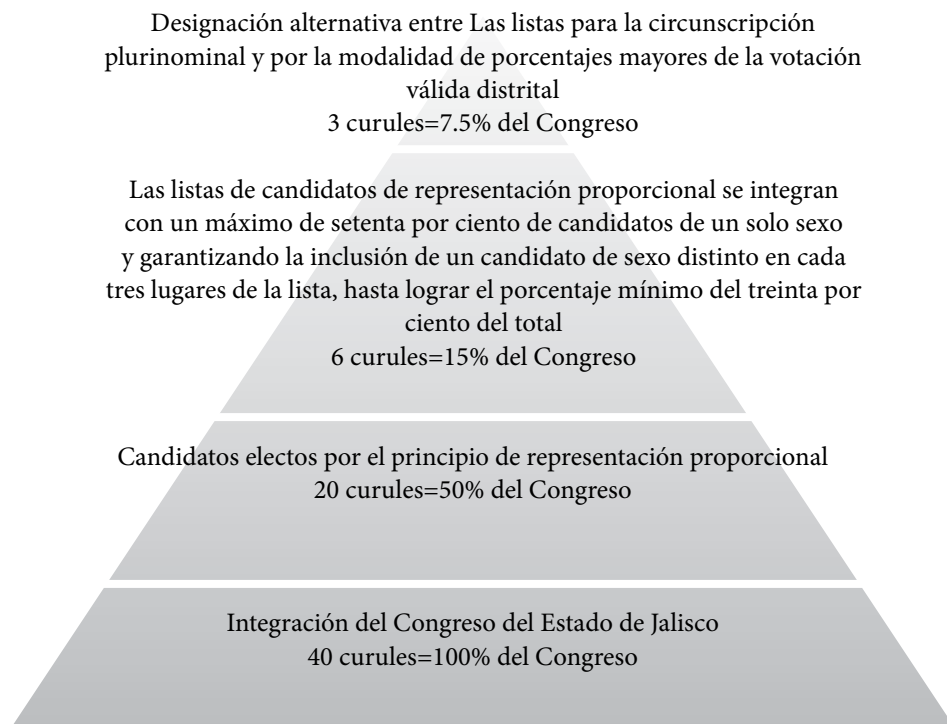 Designación alternativa entre Las listas para la circunscripción
plurinominal y por la modalidad de porcentajes mayores de la votación
válida distrital
3 curules=7.5% del Congreso
Las listas de candidatos de representación proporcional se integran
con un máximo de setenta por ciento de candidatos de un solo sexo
y garantizando la inclusión de un candidato de sexo distinto en cada
tres lugares de la lista, hasta lograr el porcentaje mínimo del treinta por
ciento del total
6 curules=15% del Congreso
Candidatos electos por el principio de representación proporcional
20 curules=50% del Congreso
Integración del Congreso del Estado de Jalisco
40 curules=100% del Congreso